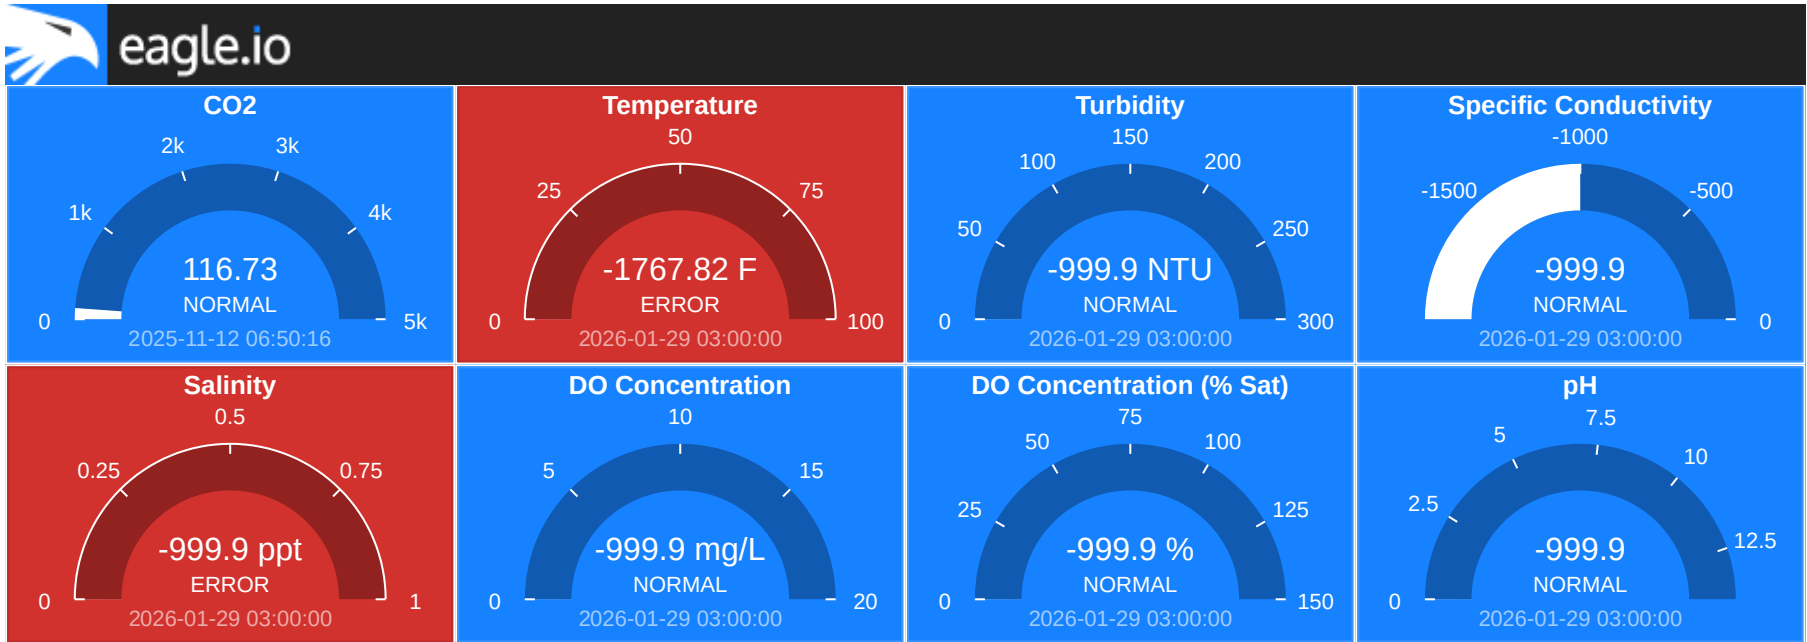 eagle.io
CO2
0
1k
2k
3k
4k
5k
116.73
NORMAL
2025-11-12 06:50:16
Temperature
0
25
50
75
100
-1767.82 F
ERROR
2026-01-29 03:00:00
Turbidity
0
50
100
150
200
250
300
-999.9 NTU
NORMAL
2026-01-29 03:00:00
Specific Conductivity
-1500
-1000
-500
0
-999.9
NORMAL
2026-01-29 03:00:00
Salinity
0
0.25
0.5
0.75
1
-999.9 ppt
ERROR
2026-01-29 03:00:00
DO Concentration
0
5
10
15
20
-999.9 mg/L
NORMAL
2026-01-29 03:00:00
DO Concentration (% Sat)
0
25
50
75
100
125
150
-999.9 %
NORMAL
2026-01-29 03:00:00
pH
0
2.5
5
7.5
10
12.5
-999.9
NORMAL
2026-01-29 03:00:00